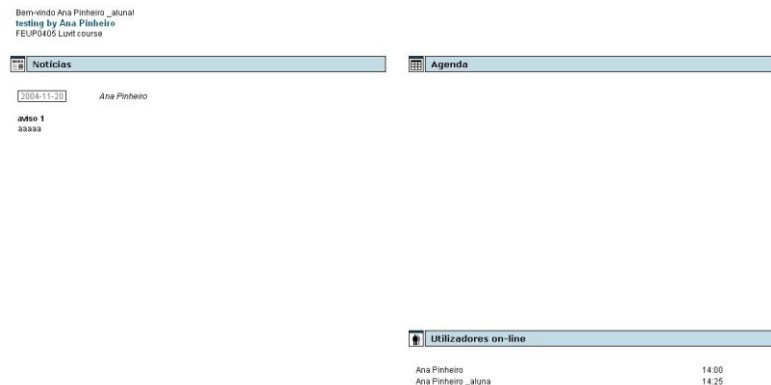 Bem-vindo Ana Pinheiro _aluna!
testing by Ana Pinheiro
FEUP0405 Luvit course
Notícias
2004-11-20 Ana Pinheiro
aviso 1
aaaaa
Agenda
Utilizadores on-line
Ana Pinheiro 14:00
Ana Pinheiro _aluna 14:25